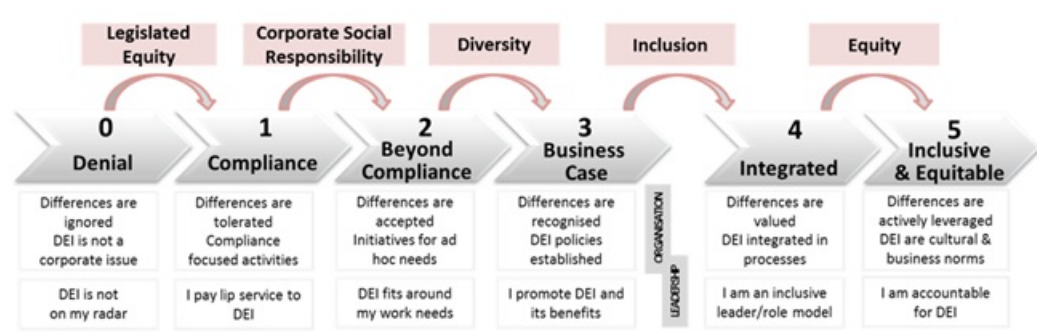 Legislated
Equity
Corporate Social
Responsibility
Diversity
Inclusion
Equity
0
Denial
1
Compliance
2
Beyond
Compliance
3
Business
Case
4
Integrated
5
Inclusive
& Equitable
Differences are
ignored
DEI is not a
corporate issue
Differences are
tolerated
Compliance
focused activities
Differences are
accepted
Initiatives for ad
hoc needs
Differences are
recognised
DEI policies
established
ORGANISATION
Differences are
valued
DEI integrated in
processes
Differences are
actively leveraged
DEI are cultural &
business norms
DEI is not
on my radar
I pay lip service to
DEI
DEI fits around
my work needs
I promote DEI and
its benefits
LEADERSHIP
I am an inclusive
leader/role model
I am accountable
for DEI